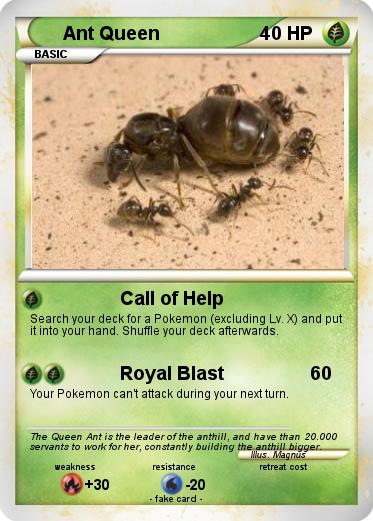 Ant Queen 40 HP
BASIC
Call of Help
Search your deck for a Pokemon (excluding Lv. X) and put
it into your hand. Shuffle your deck afterwards.
Royal Blast 60
Your Pokemon can't attack during your next turn.
The Queen Ant is the leader of the anthill, and have than 20.000
servants to work for her, constantly building the anthill bigger.
Illus. Magnus
weakness resistance retreat cost
+30 -20
- fake card -